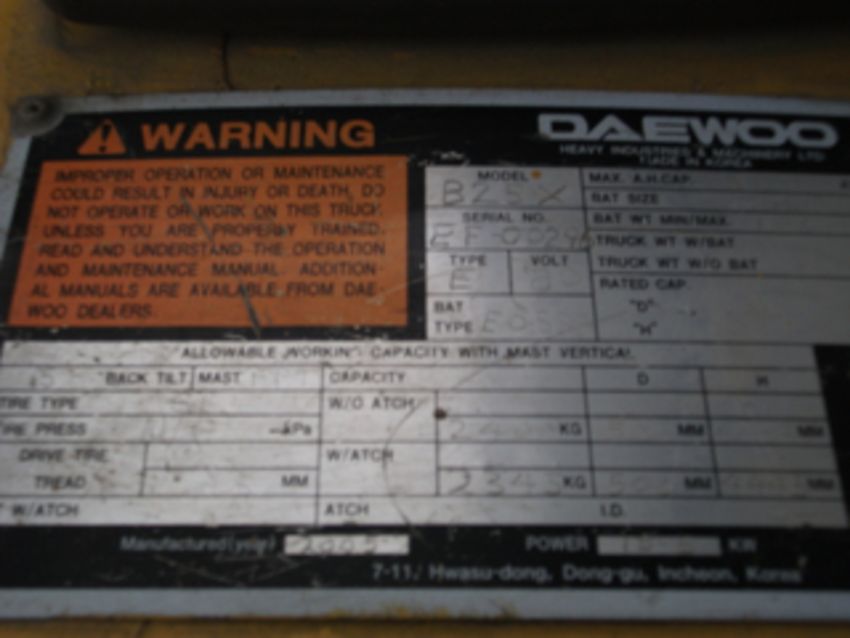 WARNING
IMPROPER OPERATION OR MAINTENANCE
COULD RESULT IN INJURY OR DEATH. DO
NOT OPERATE OR WORK ON THIS TRUCK
UNLESS YOU ARE PROPERLY TRAINED.
READ AND UNDERSTAND THE OPERATION
AND MAINTENANCE MANUAL. ADDITION-
AL MANUALS ARE AVAILABLE FROM DAE-
WOO DEALERS.
DAEWOO
HEAVY INDUSTRIES & MACHINERY LTD.
MADE IN KOREA
MODEL
B25X
SERIAL NO.
TYPE VOLT
E
BAT
TYPE
MAX. A.H.CAP.
BAT SIZE
BAT WT MIN/MAX.
TRUCK WT W/BAT
TRUCK WT W/O BAT
RATED CAP.
"D"
"H"
ALLOWABLE WORKING CAPACITY WITH MAST VERTICAL
BACK TILT MAST CAPACITY D H
TIRE TYPE W/O ATCH
TIRE PRESS kPa KG MM MM
DRIVE TIRE W/ATCH
TREAD MM KG MM MM
W/ATCH ATCH I.D.
Manufactured(year) 2005 POWER KW
7-11, Hwasu-dong, Dong-gu, Incheon, Korea